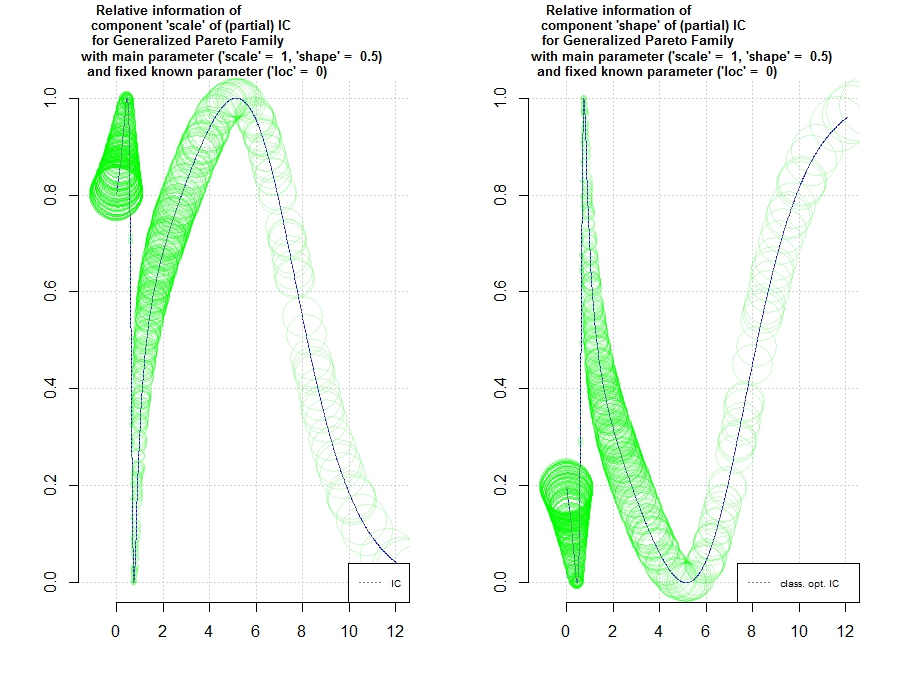 Relative information of
component 'scale' of (partial) IC
for Generalized Pareto Family
with main parameter ('scale' = 1, 'shape' = 0.5)
and fixed known parameter ('loc' = 0)
1.0
0.8
0.6
0.4
0.2
0.0
IC
0 2 4 6 8 10 12
Relative information of
component 'shape' of (partial) IC
for Generalized Pareto Family
with main parameter ('scale' = 1, 'shape' = 0.5)
and fixed known parameter ('loc' = 0)
1.0
0.8
0.6
0.4
0.2
0.0
class. opt. IC
0 2 4 6 8 10 12